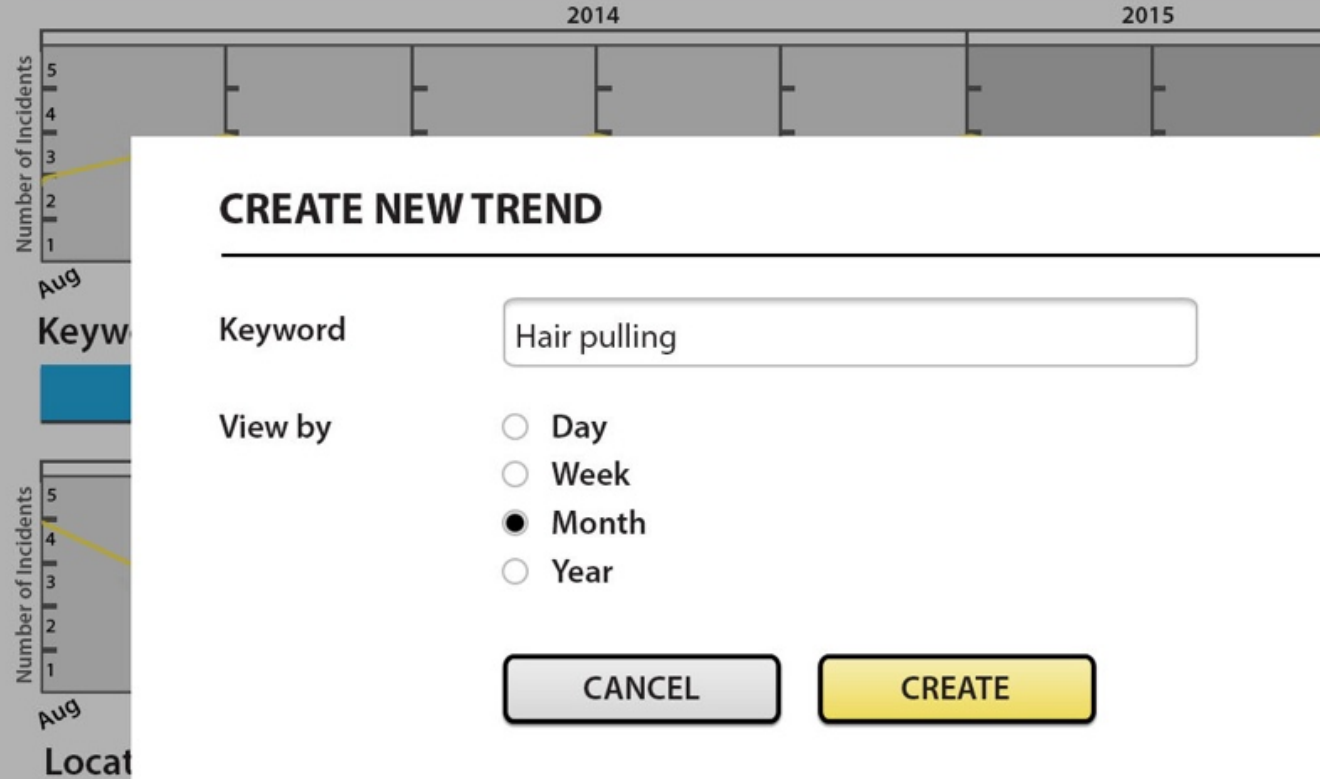 2014 2015
Number of Incidents
5
4
3
2
1
Aug
CREATE NEW TREND
Keyword
Hair pulling
View by
Day
Week
Month
Year
CANCEL
CREATE
Number of Incidents
5
4
3
2
1
Aug